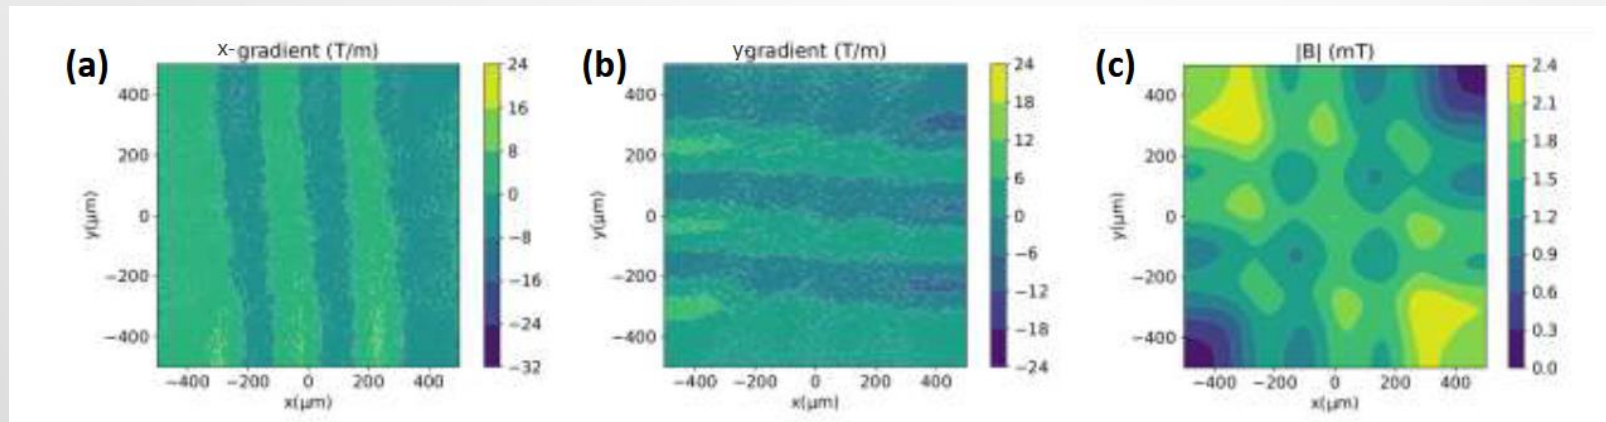 (a)
x-gradient (T/m)
400
200
0
−200
−400
y(μm)
−400 −200 0 200 400
x(μm)
24
16
8
0
−8
−16
−24
−32
(b)
ygradient (T/m)
400
200
0
−200
−400
y(μm)
−400 −200 0 200 400
x(μm)
24
18
12
6
0
−6
−12
−18
−24
(c)
|B| (mT)
400
200
0
−200
−400
y(μm)
−400 −200 0 200 400
x(μm)
2.4
2.1
1.8
1.5
1.2
0.9
0.6
0.3
0.0